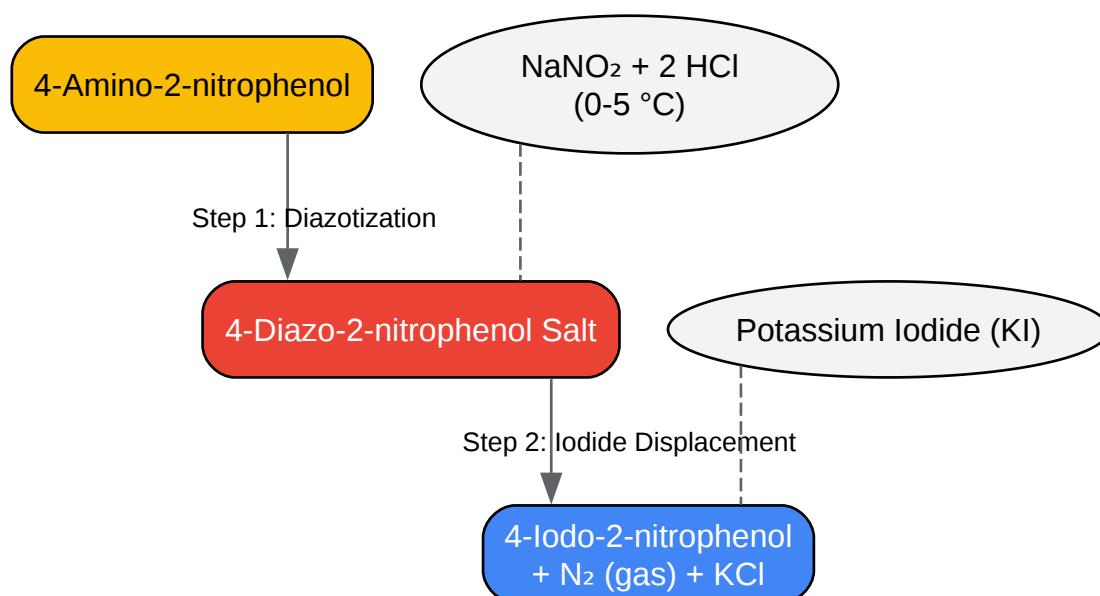 4-Amino-2-nitrophenol
NaNO₂ + 2 HCl
(0-5 °C)
Step 1: Diazotization
4-Diazo-2-nitrophenol Salt
Potassium Iodide (KI)
Step 2: Iodide Displacement
4-Iodo-2-nitrophenol
+ N₂ (gas) + KCl